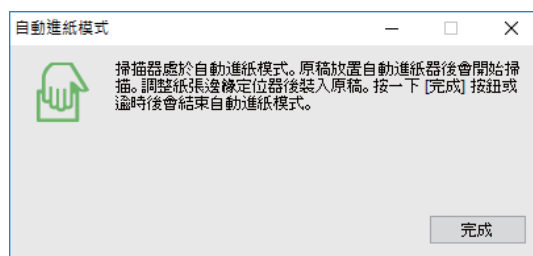 自動進紙模式
掃描器處於自動進紙模式。原稿放置自動進紙器後會開始掃
描。調整紙張邊緣定位器後裝入原稿。按一下 [完成] 按鈕或
逾時後會結束自動進紙模式。
完成